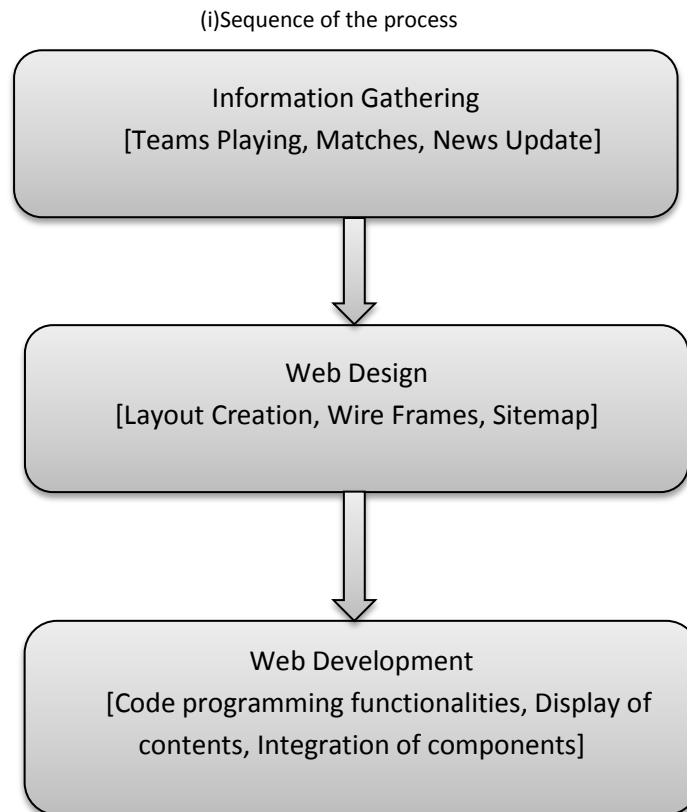 (i)Sequence of the process
Information Gathering
[Teams Playing, Matches, News Update]
Web Design
[Layout Creation, Wire Frames, Sitemap]
Web Development
[Code programming functionalities, Display of
contents, Integration of components]